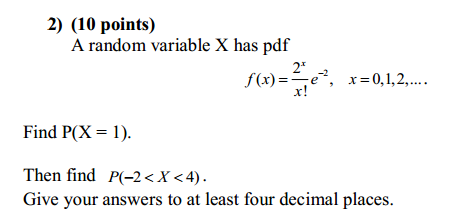 2) (10 points)
A random variable X has pdf
f(x) = 2^x/x! e^-2, x = 0,1,2,....
Find P(X = 1).
Then find P(-2 < X < 4).
Give your answers to at least four decimal places.